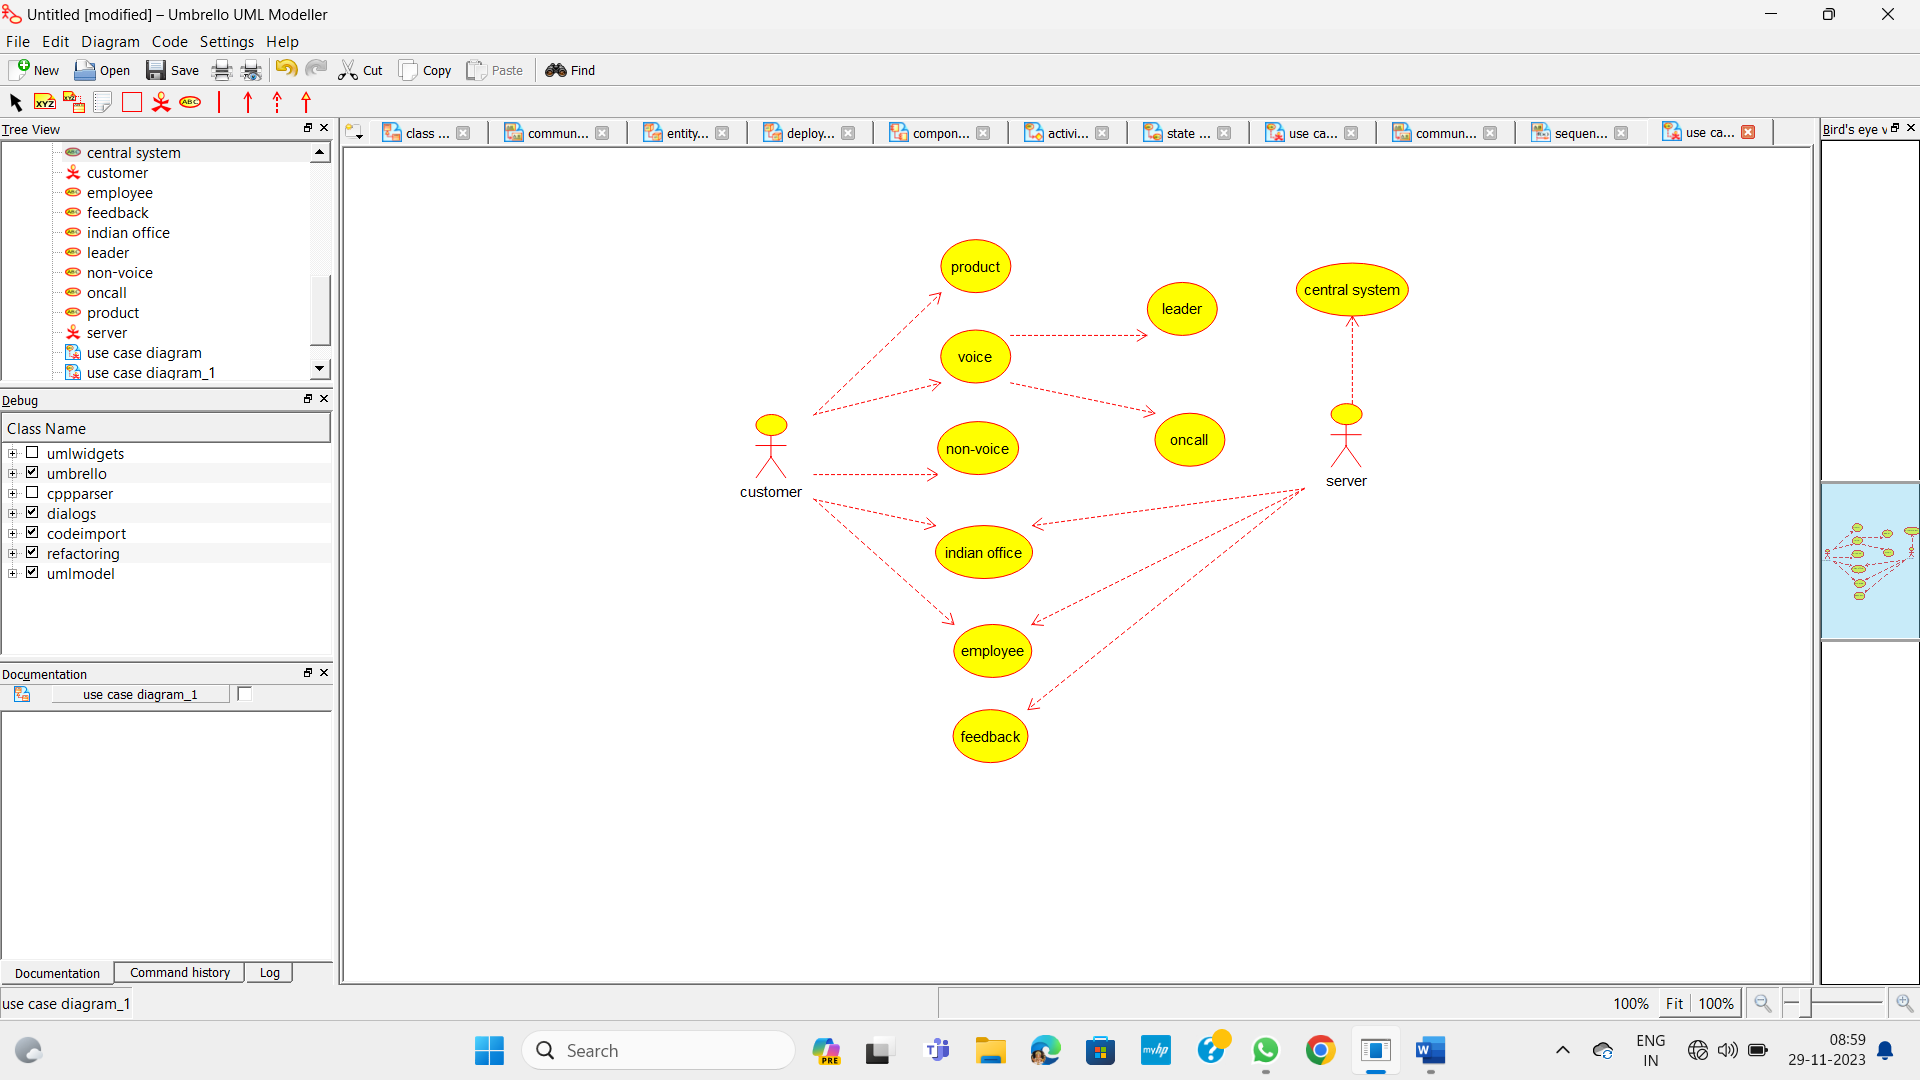 Untitled [modified] – Umbrello UML Modeller
File Edit Diagram Code Settings Help
New Open Save Cut Copy Paste Find
XYZ XYZ ABC
Tree View
class ... commun... entity... deploy... compon... activi... state ... use ca... commun... sequen... use ca...
Bird's eye v
central system
customer
employee
feedback
indian office
leader
non-voice
oncall
product
server
use case diagram
use case diagram_1
Debug
Class Name
umlwidgets
umbrello
cppparser
dialogs
codeimport
refactoring
umlmodel
Documentation
use case diagram_1
product
leader
central system
voice
oncall
non-voice
customer
server
indian office
employee
feedback
Documentation Command history Log
use case diagram_1
100% Fit 100%
Search
PRE
myhp
ENG
IN
08:59
29-11-2023